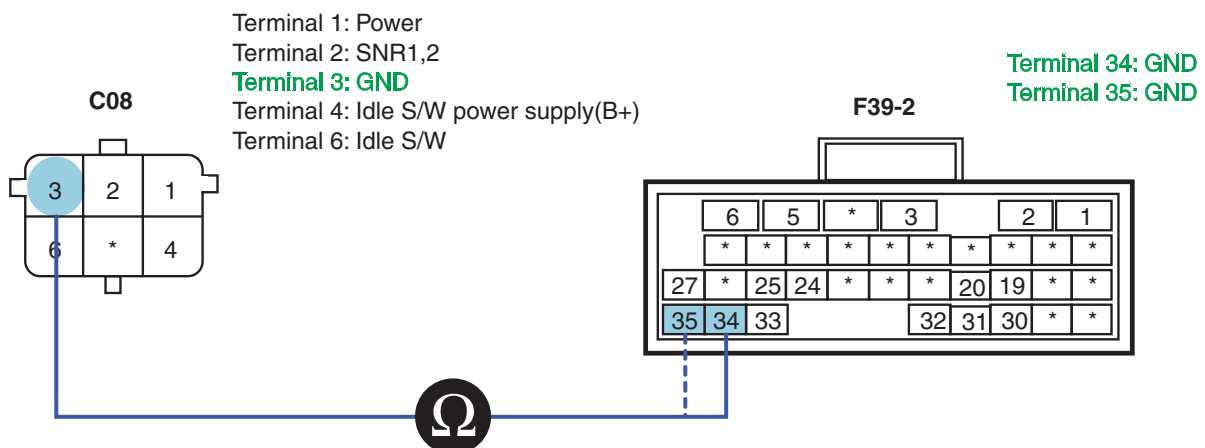 Terminal 1: Power
Terminal 2: SNR1,2
Terminal 3: GND
Terminal 4: Idle S/W power supply(B+)
Terminal 6: Idle S/W
Terminal 34: GND
Terminal 35: GND
C08
3 2 1
6 * 4
F39-2
6 5 * 3 2 1
* * * * * * * * * *
27 * 25 24 * * * 20 19 * *
35 34 33 32 31 30 * *
Ω